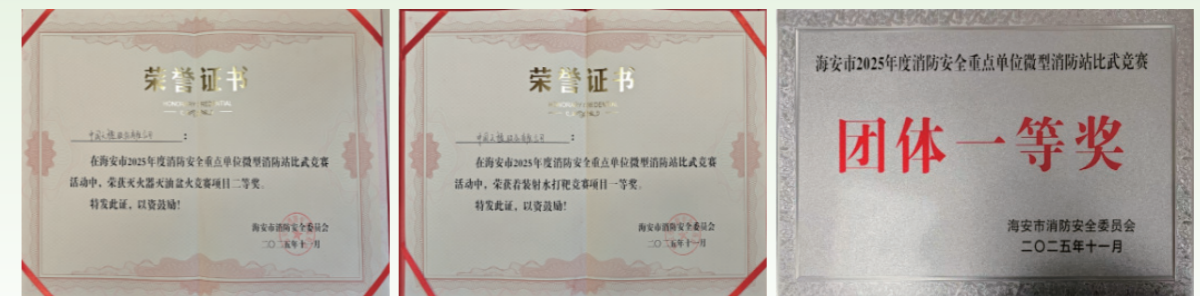 荣誉证书
在海安市2025年度消防安全重点单位微型消防站比武竞赛
活动中，荣获灭火器灭油盆火竞赛项目二等奖。
特发此证，以资鼓励！
海安市消防安全委员会
二〇二五年十一月
荣誉证书
在海安市2025年度消防安全重点单位微型消防站比武竞赛
活动中，荣获着装射水打靶竞赛项目一等奖。
特发此证，以资鼓励！
海安市消防安全委员会
二〇二五年十一月
海安市2025年度消防安全重点单位微型消防站比武竞赛
团体一等奖
海安市消防安全委员会
二〇二五年十一月